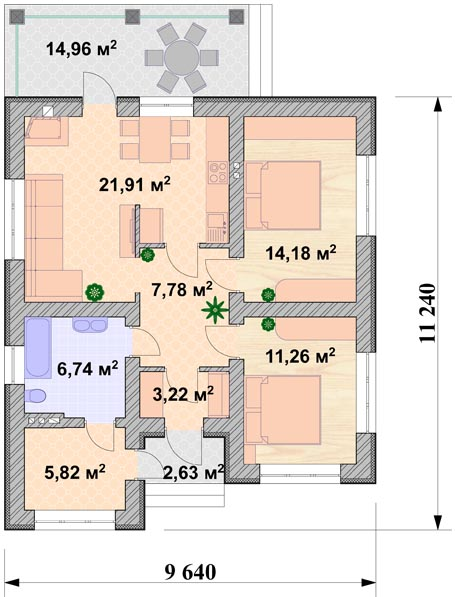 14,96 м²
21,91 м²
14,18 м²
7,78 м²
11,26 м²
6,74 м²
3,22 м²
5,82 м²
2,63 м²
11 240
9 640